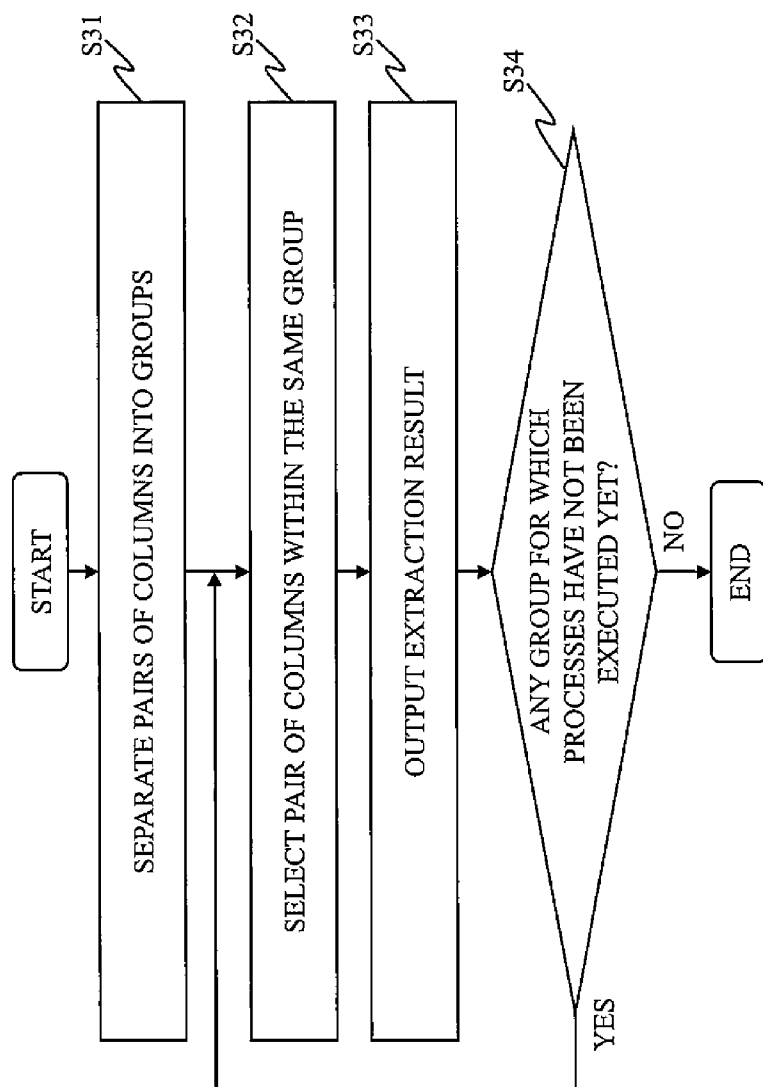 START
S31
SEPARATE PAIRS OF COLUMNS INTO GROUPS
S32
SELECT PAIR OF COLUMNS WITHIN THE SAME GROUP
S33
OUTPUT EXTRACTION RESULT
S34
ANY GROUP FOR WHICH
PROCESSES HAVE NOT BEEN
EXECUTED YET?
YES
NO
END